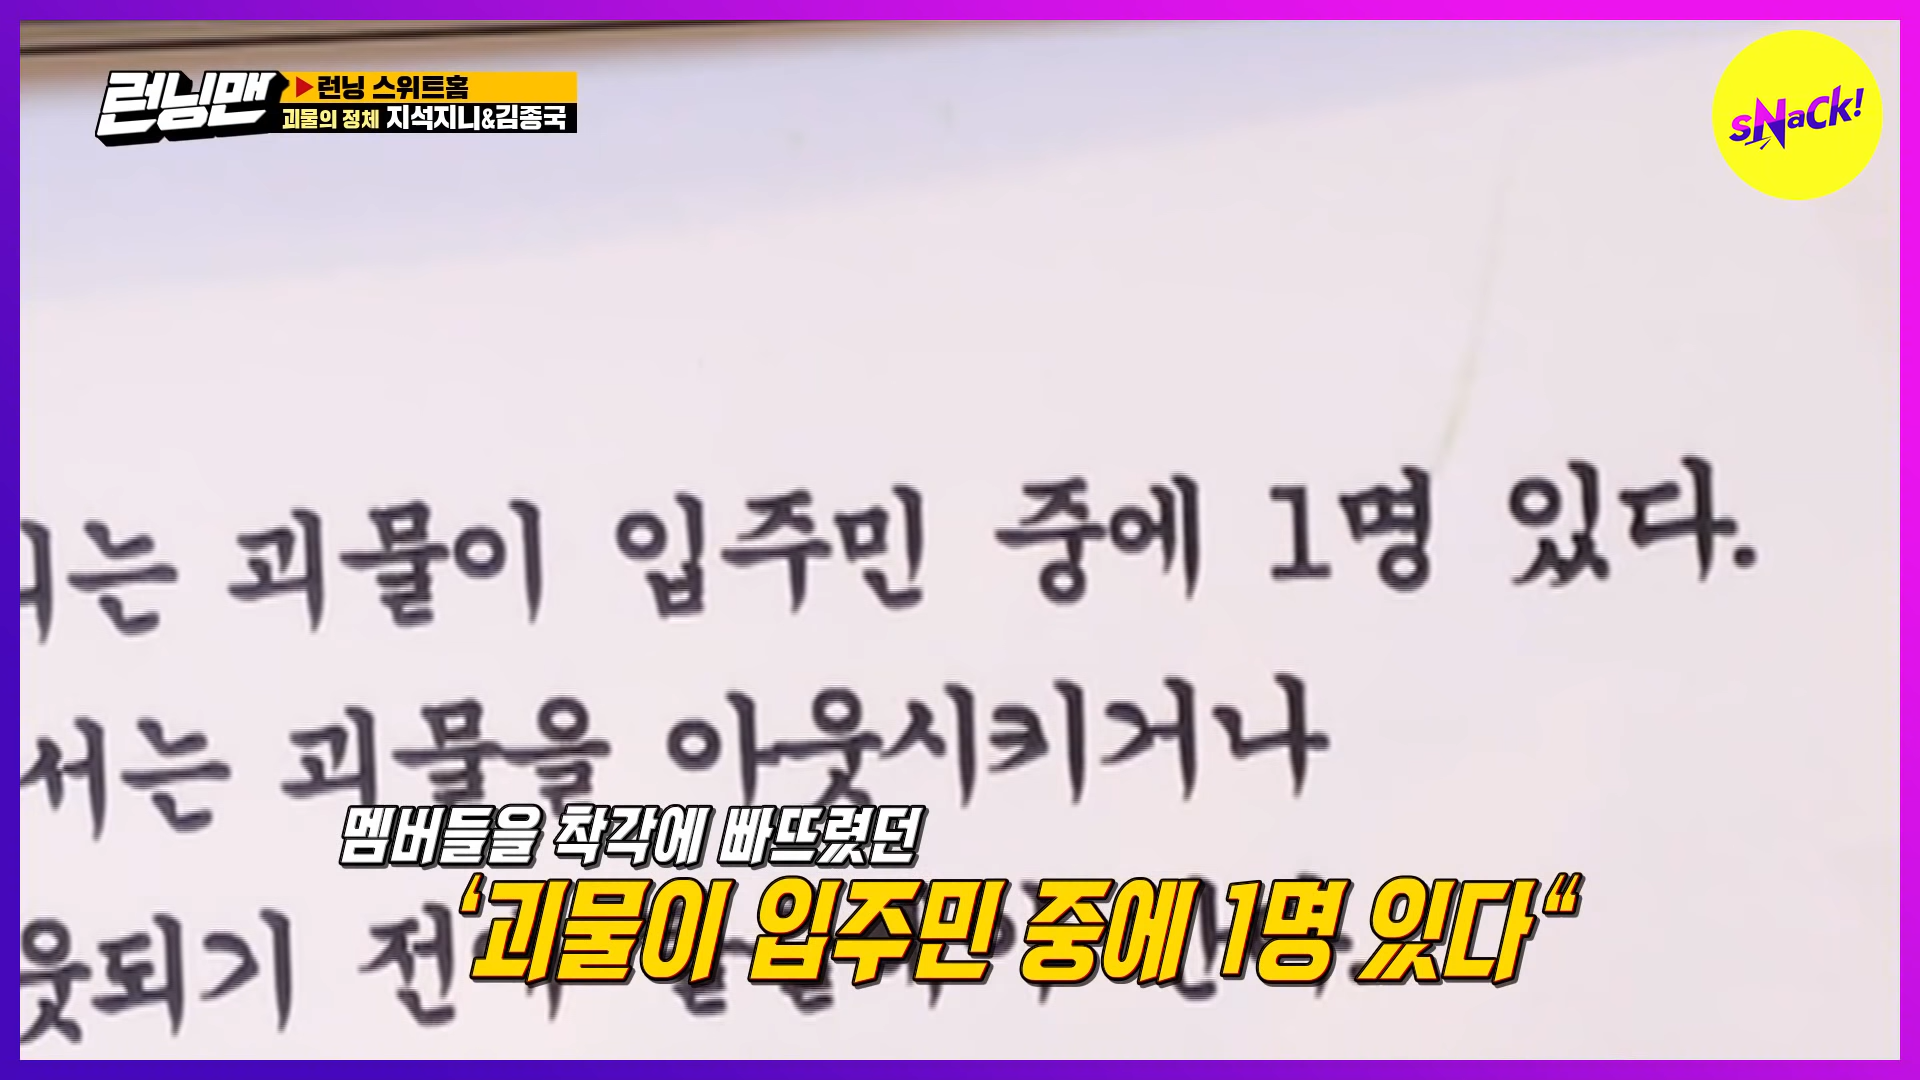 런닝맨
▶런닝 스위트홈
괴물의 정체 지석지니&김종국
sNaCk!
는 괴물이 입주민 중에 1명 있다.
서는 괴물을 아웃시키거나
멤버들을 착각에 빠뜨렸던
‘괴물이 입주민 중에 1명 있다“
웃되기 전